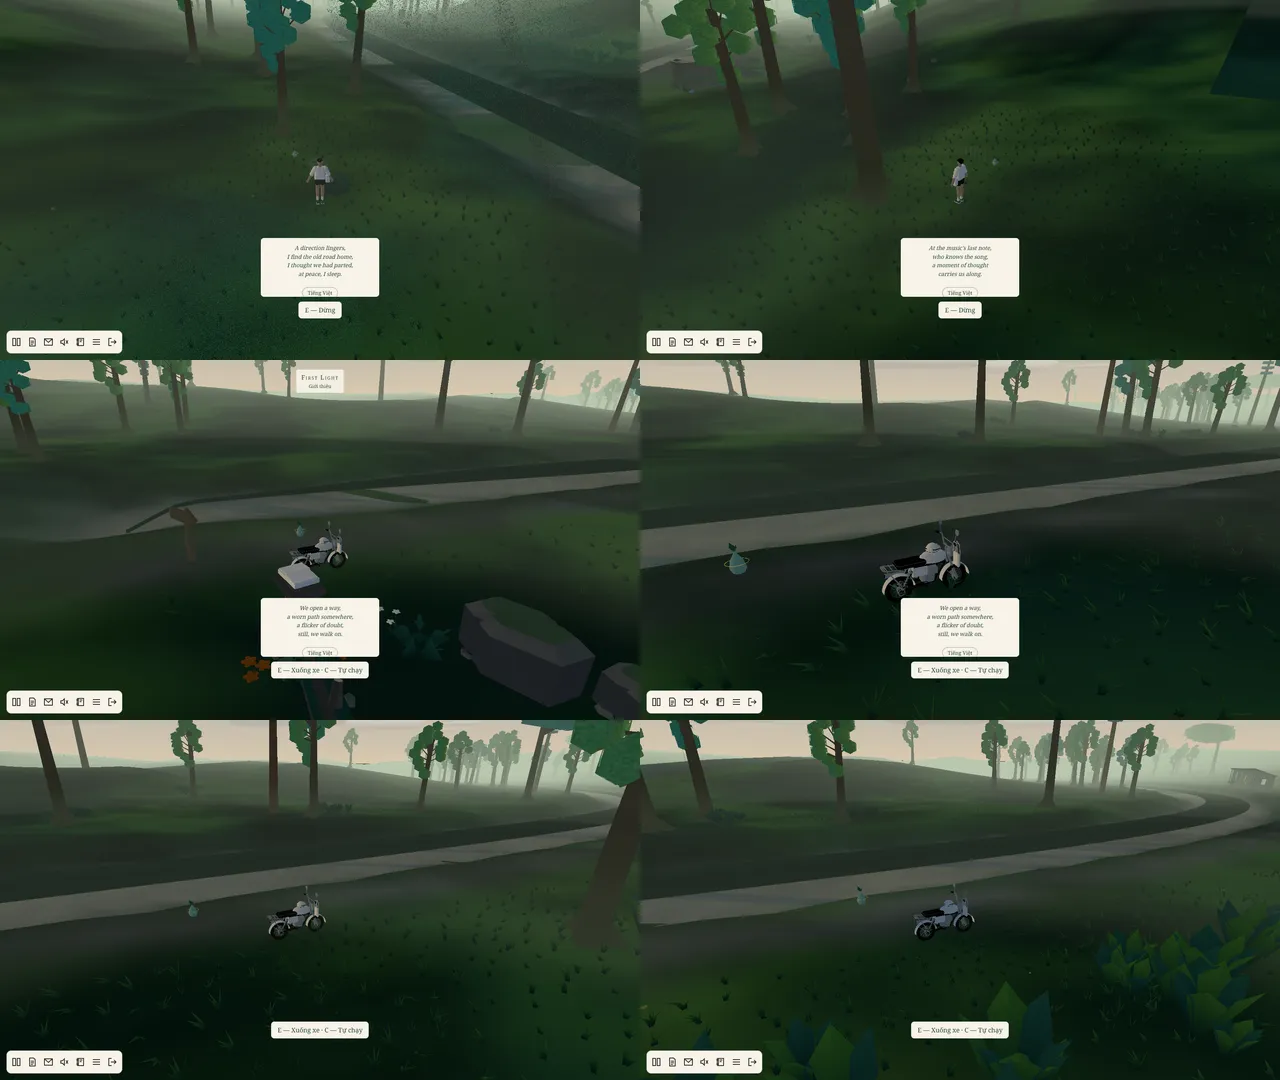 A direction lingers,
I find the old road home,
I thought we had parted,
at peace, I sleep.
Tiếng Việt
E — Dừng
At the music's last note,
who knows the song,
a moment of thought
carries us along.
Tiếng Việt
E — Dừng
First Light
Giới thiệu
We open a way,
a worn path somewhere,
a flicker of doubt,
still, we walk on.
Tiếng Việt
E — Xuống xe · C — Tự chạy
We open a way,
a worn path somewhere,
a flicker of doubt,
still, we walk on.
Tiếng Việt
E — Xuống xe · C — Tự chạy
E — Xuống xe · C — Tự chạy
E — Xuống xe · C — Tự chạy